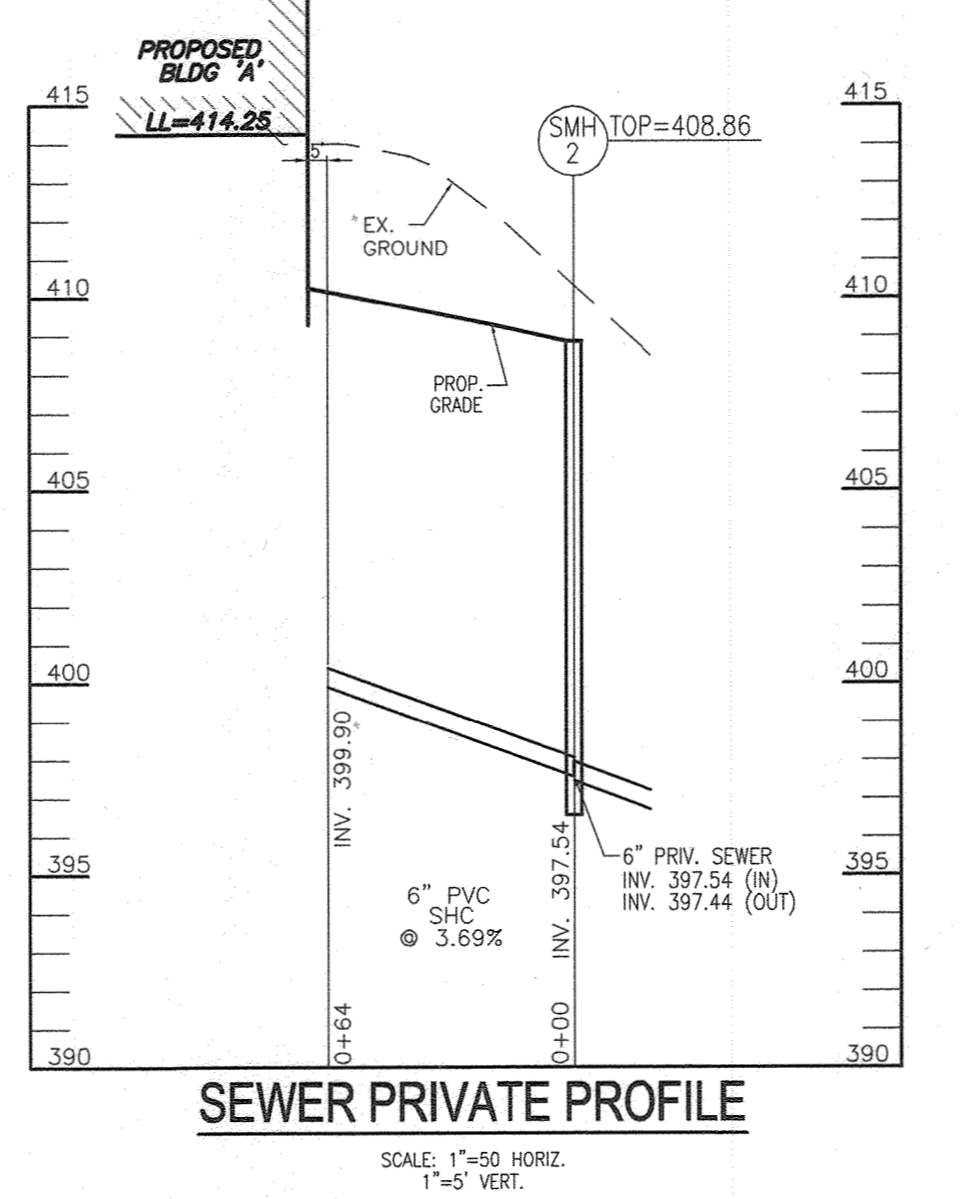 PROPOSED
BLDG 'A'
LL=414.25
415
415
SMH
2
TOP=408.86
5'
*EX.
GROUND
410
410
PROP.
GRADE
405
405
400
400
INV. 399.90*
INV. 397.54
395
395
6" PRIV. SEWER
INV. 397.54 (IN)
INV. 397.44 (OUT)
6" PVC
SHC
@ 3.69%
0+64
0+00
390
390
SEWER PRIVATE PROFILE
SCALE: 1"=50 HORIZ.
1"=5' VERT.